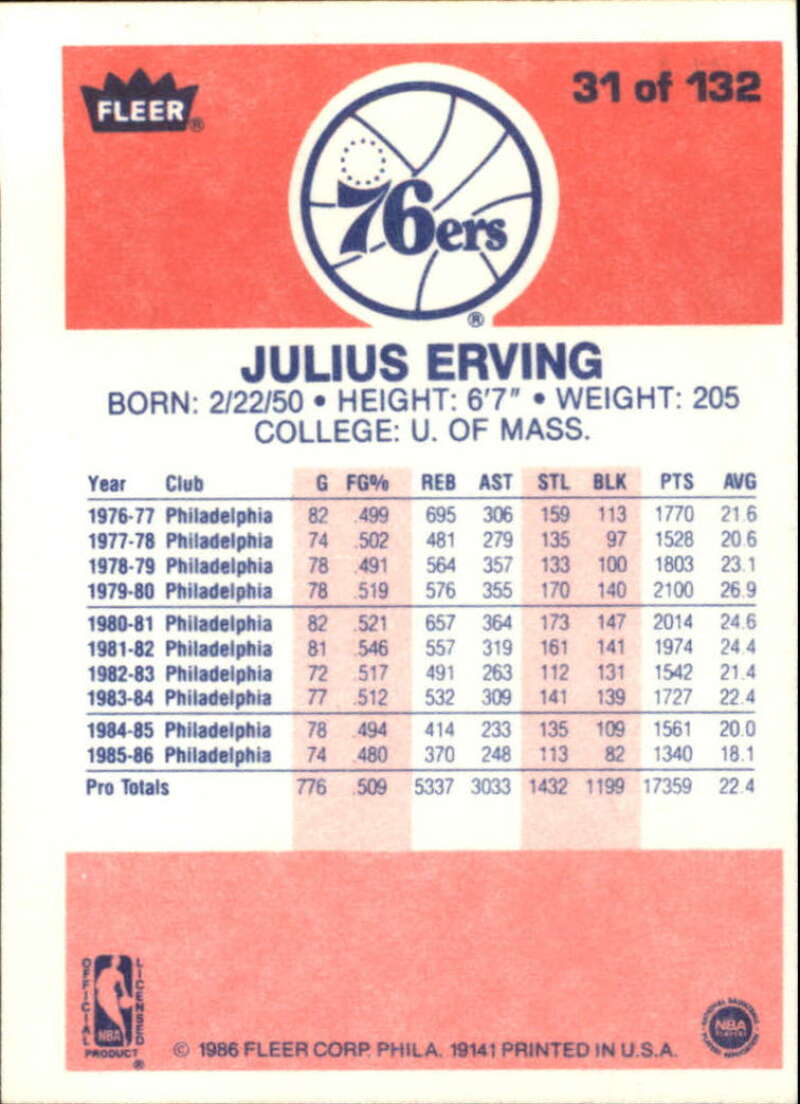 FLEER®
31 of 132
76ers
®
JULIUS ERVING
BORN: 2/22/50 • HEIGHT: 6'7" • WEIGHT: 205
COLLEGE: U. OF MASS.
Year Club G FG% REB AST STL BLK PTS AVG
1976-77 Philadelphia 82 .499 695 306 159 113 1770 21.6
1977-78 Philadelphia 74 .502 481 279 135 97 1528 20.6
1978-79 Philadelphia 78 .491 564 357 133 100 1803 23.1
1979-80 Philadelphia 78 .519 576 355 170 140 2100 26.9
1980-81 Philadelphia 82 .521 657 364 173 147 2014 24.6
1981-82 Philadelphia 81 .546 557 319 161 141 1974 24.4
1982-83 Philadelphia 72 .517 491 263 112 131 1542 21.4
1983-84 Philadelphia 77 .512 532 309 141 139 1727 22.4
1984-85 Philadelphia 78 .494 414 233 135 109 1561 20.0
1985-86 Philadelphia 74 .480 370 248 113 82 1340 18.1
Pro Totals 776 .509 5337 3033 1432 1199 17359 22.4
OFFICIAL
LICENSED
NBA
PRODUCT
®
© 1986 FLEER CORP. PHILA. 19141 PRINTED IN U.S.A.
NATIONAL BASKETBALL
NBA
PLAYERS ASSOCIATION